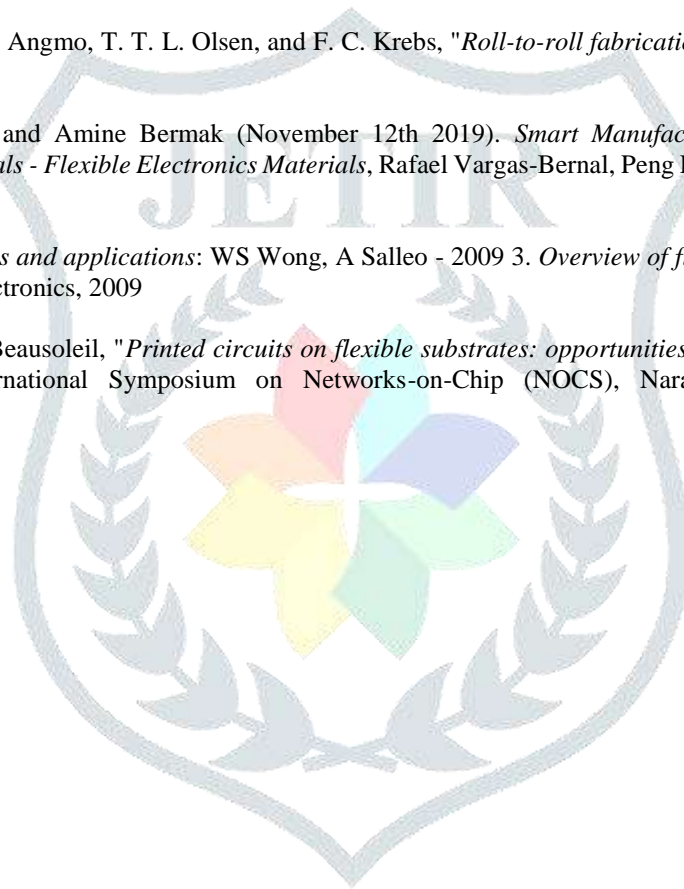 Angmo, T. T. L. Olsen, and F. C. Krebs, "Roll-to-roll fabricatio
and Amine Bermak (November 12th 2019). Smart Manufac
als - Flexible Electronics Materials, Rafael Vargas-Bernal, Peng
JETIR
s and applications: WS Wong, A Salleo - 2009 3. Overview of f
ctronics, 2009
Beausoleil, "Printed circuits on flexible substrates: opportunities
rnational Symposium on Networks-on-Chip (NOCS), Nara